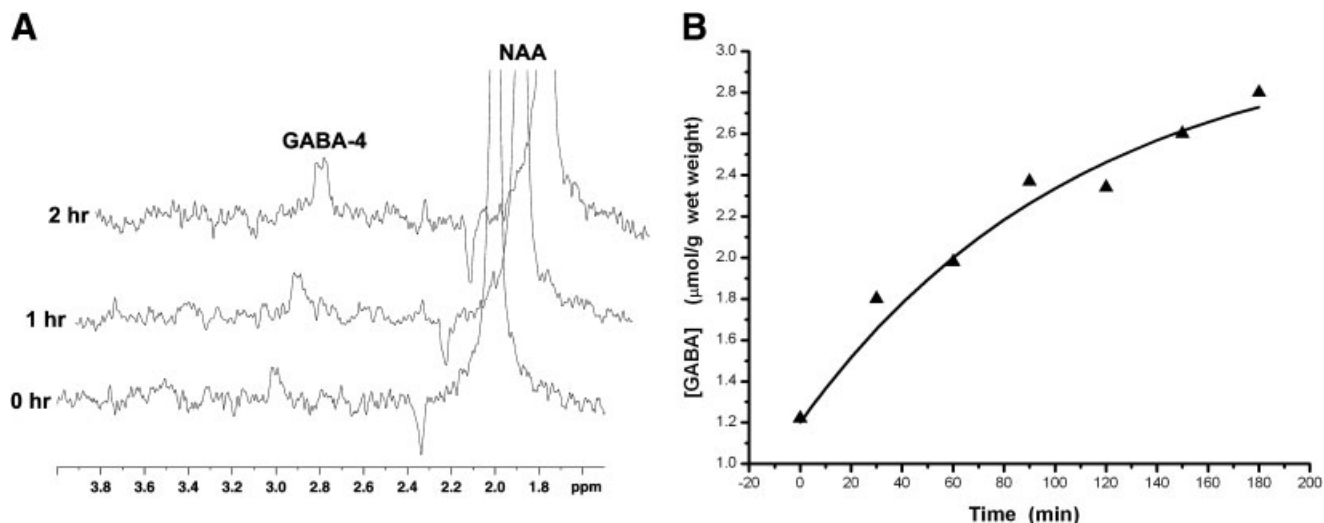 A
NAA
GABA-4
2 hr
1 hr
0 hr
3.8 3.6 3.4 3.2 3.0 2.8 2.6 2.4 2.2 2.0 1.8 ppm
B
[GABA] (μmol/g wet weight)
3.0
2.8
2.6
2.4
2.2
2.0
1.8
1.6
1.4
1.2
1.0
-20 0 20 40 60 80 100 120 140 160 180 200
Time (min)